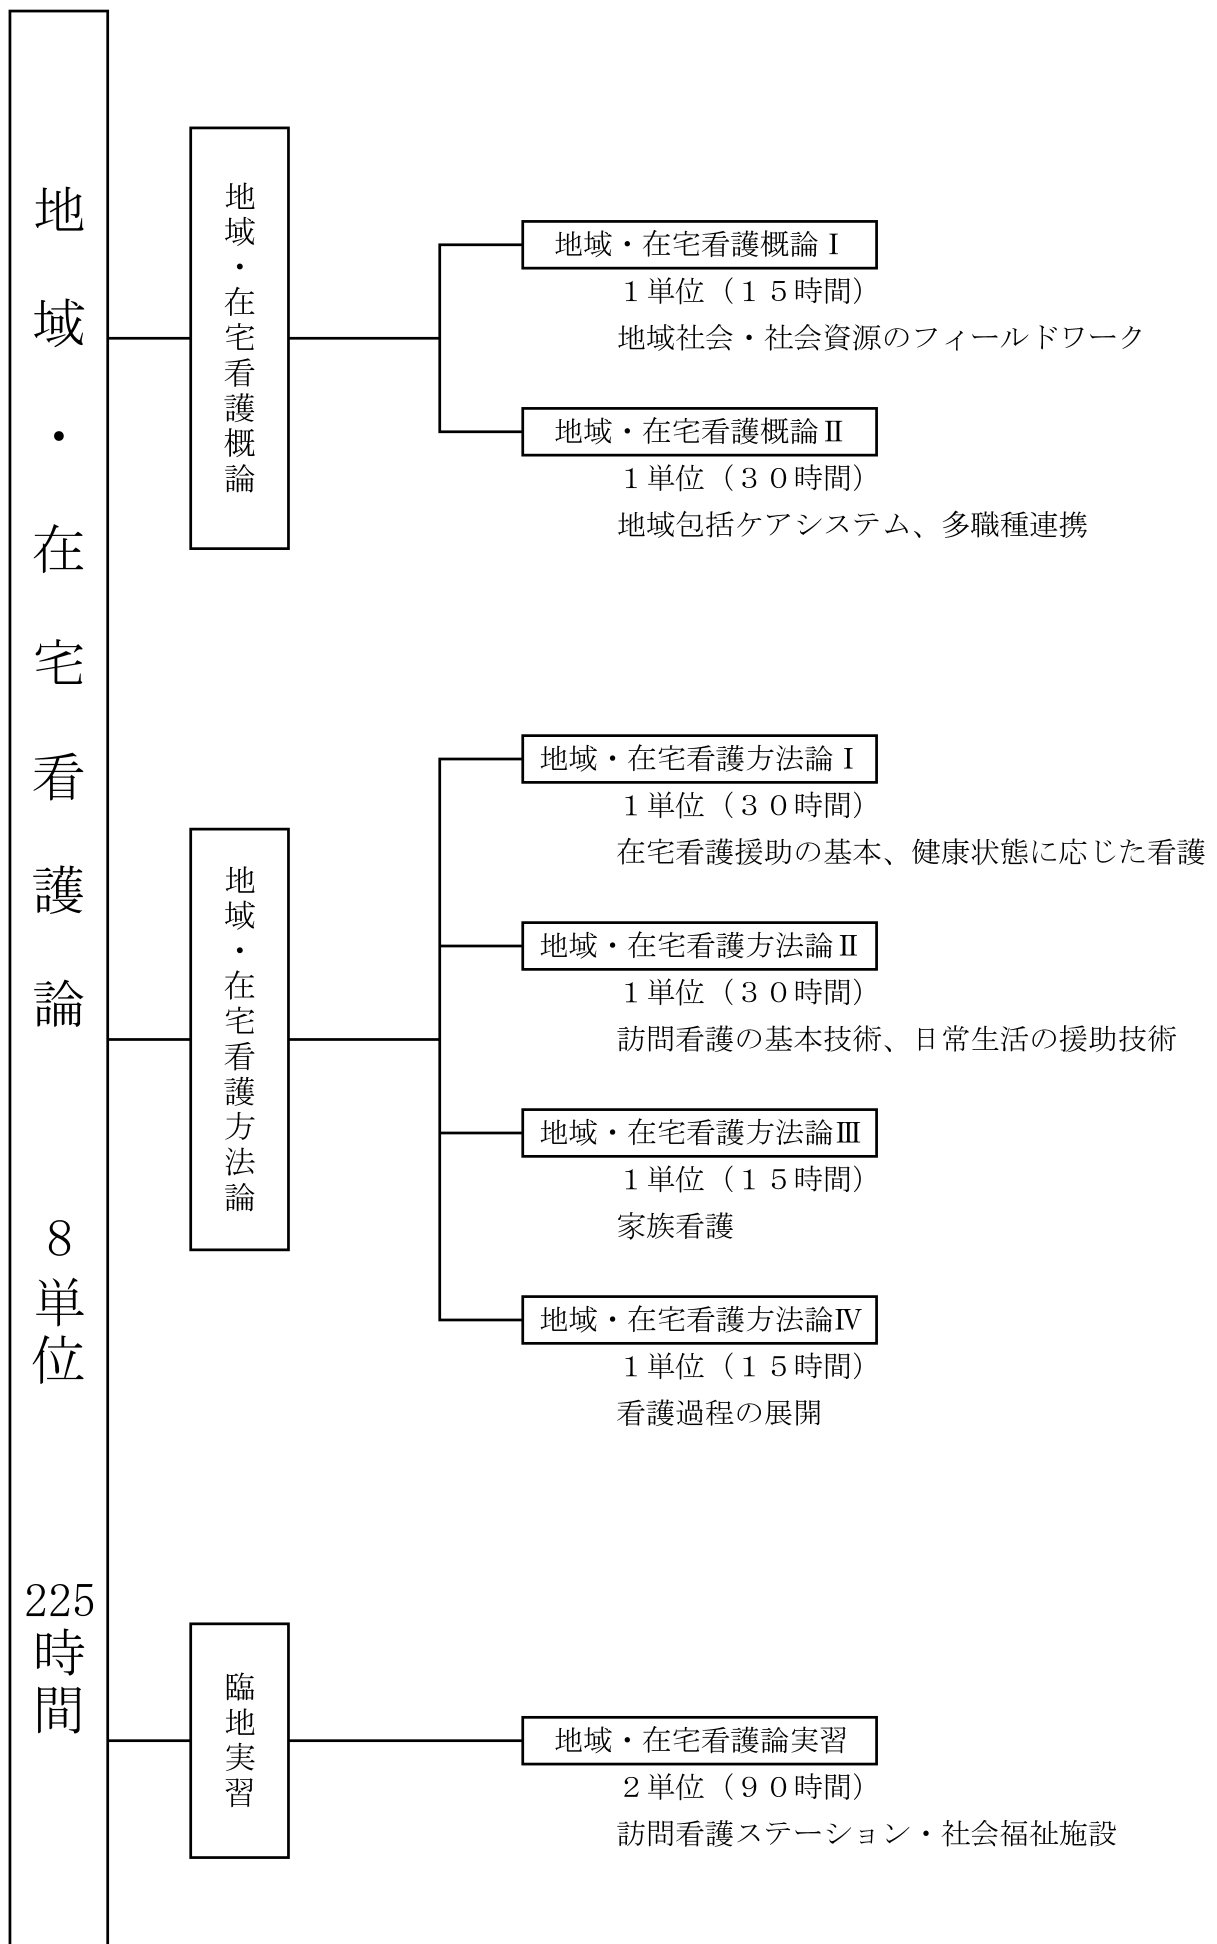 地域・在宅看護論 8単位 225時間
地域・在宅看護概論
地域・在宅看護概論Ⅰ
１単位（１５時間）
地域社会・社会資源のフィールドワーク
地域・在宅看護概論Ⅱ
１単位（３０時間）
地域包括ケアシステム、多職種連携
地域・在宅看護方法論
地域・在宅看護方法論Ⅰ
１単位（３０時間）
在宅看護援助の基本、健康状態に応じた看護
地域・在宅看護方法論Ⅱ
１単位（３０時間）
訪問看護の基本技術、日常生活の援助技術
地域・在宅看護方法論Ⅲ
１単位（１５時間）
家族看護
地域・在宅看護方法論Ⅳ
１単位（１５時間）
看護過程の展開
臨地実習
地域・在宅看護論実習
２単位（９０時間）
訪問看護ステーション・社会福祉施設